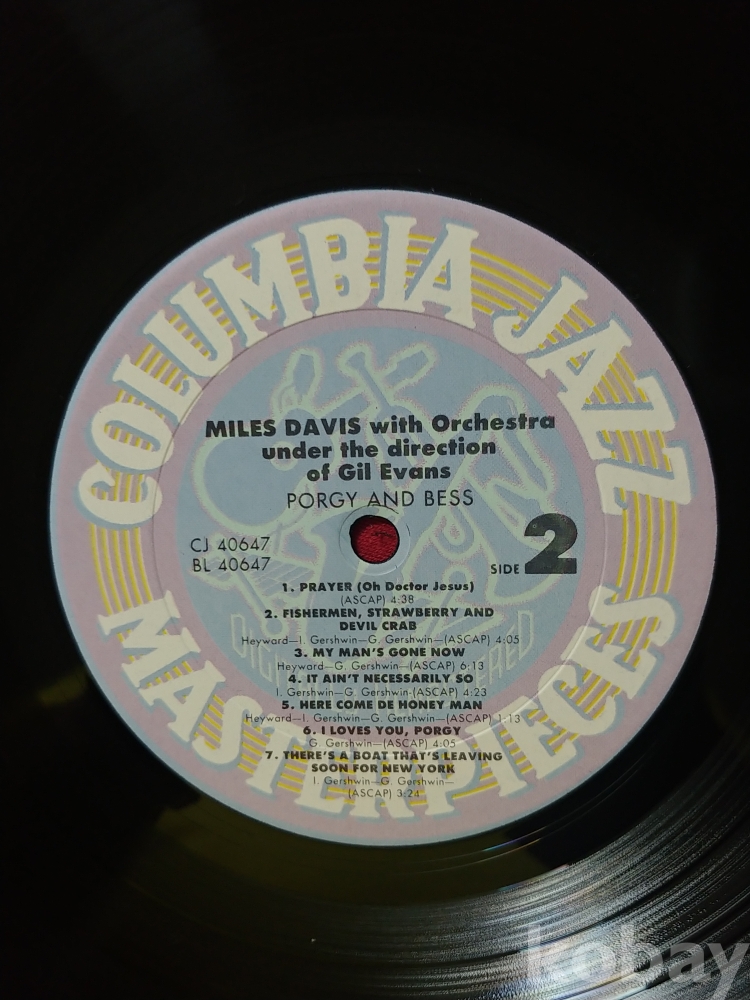 COLUMBIA JAZZ
MILES DAVIS with Orchestra
under the direction
of Gil Evans
PORGY AND BESS
CJ 40647
BL 40647
SIDE 2
1. PRAYER (Oh Doctor Jesus)
(ASCAP) 4:38
2. FISHERMEN, STRAWBERRY AND
DEVIL CRAB
Heyward—I. Gershwin—G. Gershwin—(ASCAP) 4:05
3. MY MAN'S GONE NOW
Heyward—G. Gershwin—(ASCAP) 6:13
4. IT AIN'T NECESSARILY SO
I. Gershwin—G. Gershwin-(ASCAP) 4:23
5. HERE COME DE HONEY MAN
Heyward—I. Gershwin—G. Gershwin—(ASCAP) 1:13
6. I LOVES YOU, PORGY
G. Gershwin—(ASCAP) 4:05
7. THERE'S A BOAT THAT'S LEAVING
SOON FOR NEW YORK
I. Gershwin—G. Gershwin—
(ASCAP) 3:24
MASTERPIECES
kobay